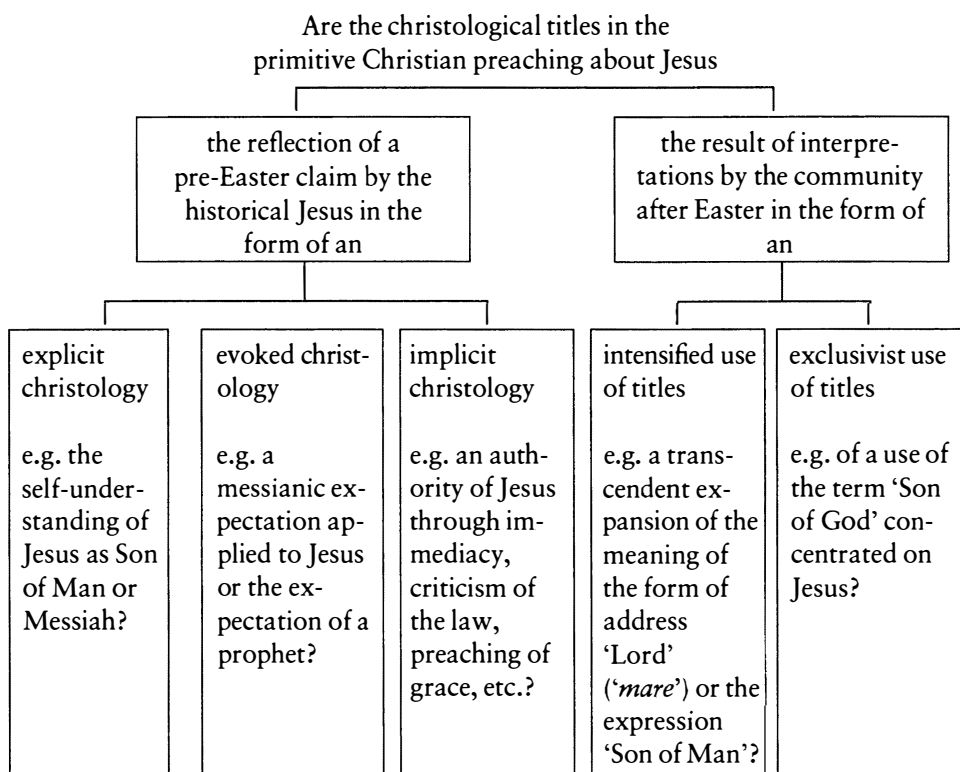 Are the christological titles in the
primitive Christian preaching about Jesus
the reflection of a
pre-Easter claim by the
historical Jesus in the
form of an
the result of interpre-
tations by the community
after Easter in the form of
an
explicit
christology
e.g. the
self-under-
standing of
Jesus as Son
of Man or
Messiah?
evoked christ-
ology
e.g. a
messianic ex-
pectation ap-
plied to Jesus
or the ex-
pectation of a
prophet?
implicit
christology
e.g. an auth-
ority of Jesus
through im-
mediacy,
criticism of
the law,
preaching of
grace, etc.?
intensified use
of titles
e.g. a trans-
cendent ex-
pansion of the
meaning of
the form of
address
‘Lord’
(‘mare’) or the
expression
‘Son of Man’?
exclusivist use
of titles
e.g. of a use of
the term ‘Son
of God’ con-
centrated on
Jesus?